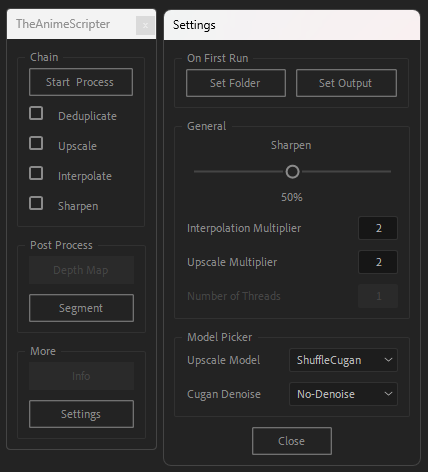 TheAnimeScripter
x
Chain
Start Process
Deduplicate
Upscale
Interpolate
Sharpen
Post Process
Depth Map
Segment
More
Info
Settings
Settings
On First Run
Set Folder
Set Output
General
Sharpen
50%
Interpolation Multiplier 2
Upscale Multiplier 2
Number of Threads 1
Model Picker
Upscale Model ShuffleCugan
Cugan Denoise No-Denoise
Close